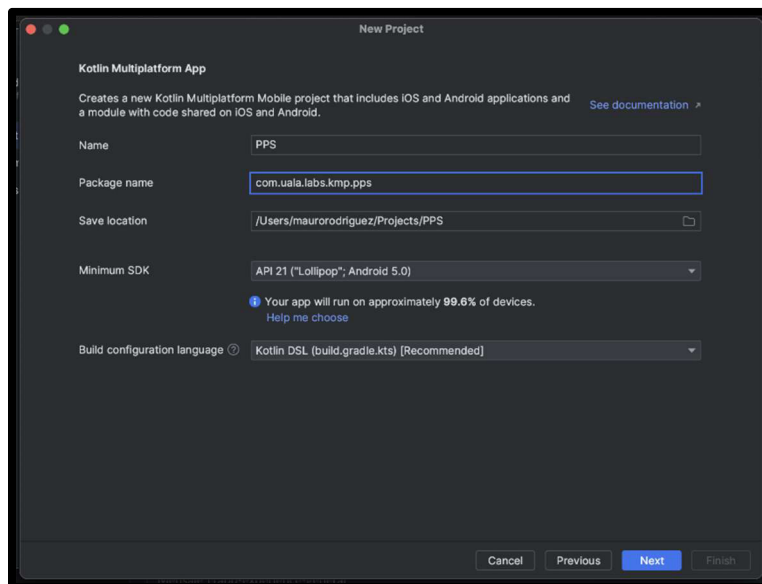 New Project
Kotlin Multiplatform App
Creates a new Kotlin Multiplatform Mobile project that includes iOS and Android applications and
a module with code shared on iOS and Android.
See documentation ↗
Name
PPS
Package name
com.uala.labs.kmp.pps
Save location
/Users/maurorodriguez/Projects/PPS
Minimum SDK
API 21 ("Lollipop"; Android 5.0)
Your app will run on approximately 99.6% of devices.
Help me choose
Build configuration language
Kotlin DSL (build.gradle.kts) [Recommended]
Cancel
Previous
Next
Finish